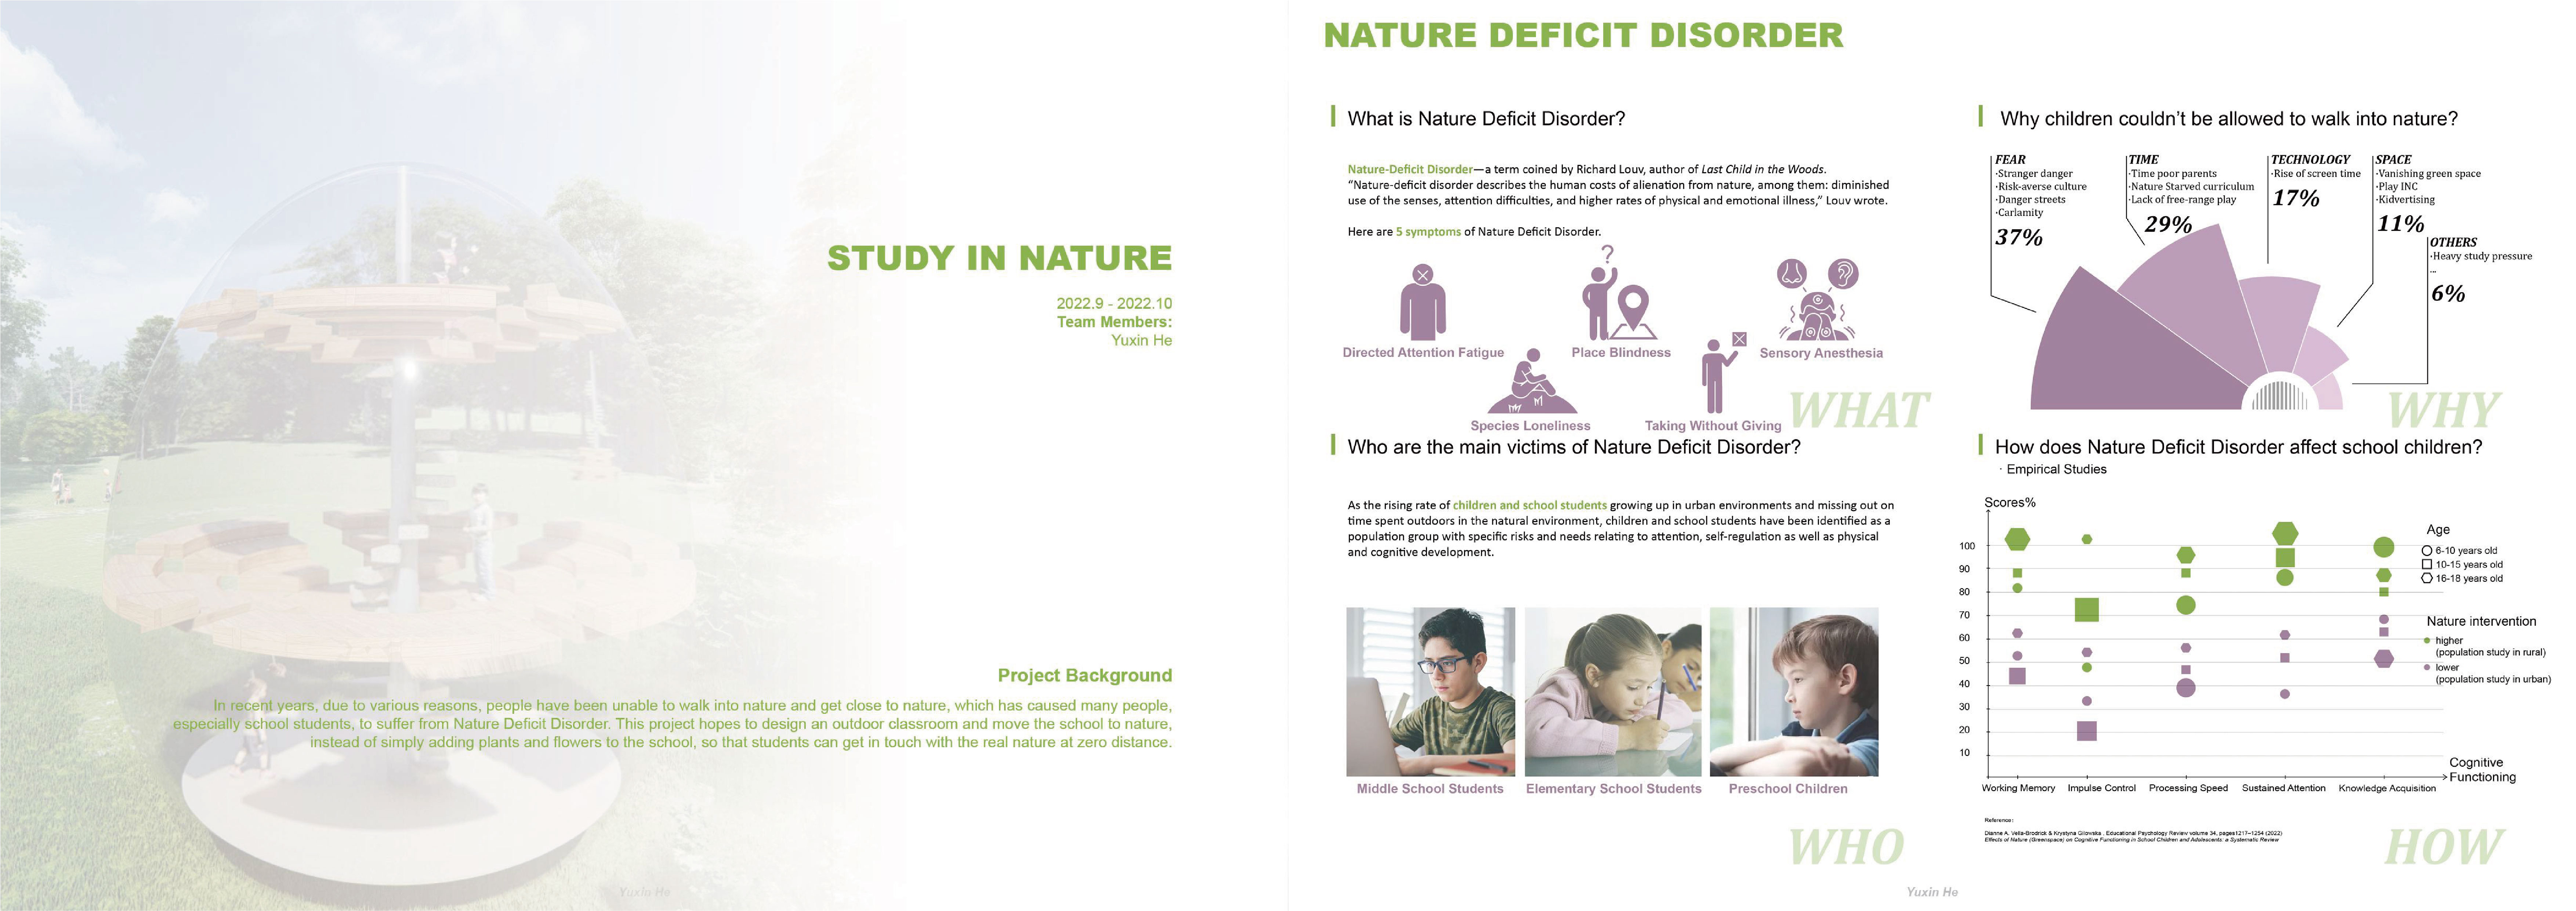 STUDY IN NATURE
2022.9 - 2022.10
Team Members:
Yuxin He
Project Background
In recent years, due to various reasons, people have been unable to walk into nature and get close to nature, which has caused many people,
especially school students, to suffer from Nature Deficit Disorder. This project hopes to design an outdoor classroom and move the school to nature,
instead of simply adding plants and flowers to the school, so that students can get in touch with the real nature at zero distance.
Yuxin He
NATURE DEFICIT DISORDER
What is Nature Deficit Disorder?
Nature-Deficit Disorder—a term coined by Richard Louv, author of Last Child in the Woods.
“Nature-deficit disorder describes the human costs of alienation from nature, among them: diminished
use of the senses, attention difficulties, and higher rates of physical and emotional illness,” Louv wrote.
Here are 5 symptoms of Nature Deficit Disorder.
?
Directed Attention Fatigue
Place Blindness
Sensory Anesthesia
Species Loneliness
Taking Without Giving
WHAT
Why children couldn’t be allowed to walk into nature?
FEAR
·Stranger danger
·Risk-averse culture
·Danger streets
·Carlamity
37%
TIME
·Time poor parents
·Nature Starved curriculum
·Lack of free-range play
29%
TECHNOLOGY
·Rise of screen time
17%
SPACE
·Vanishing green space
·Play INC
·Kidvertising
11%
OTHERS
·Heavy study pressure
...
6%
WHY
Who are the main victims of Nature Deficit Disorder?
As the rising rate of children and school students growing up in urban environments and missing out on
time spent outdoors in the natural environment, children and school students have been identified as a
population group with specific risks and needs relating to attention, self-regulation as well as physical
and cognitive development.
Middle School Students
Elementary School Students
Preschool Children
WHO
How does Nature Deficit Disorder affect school children?
· Empirical Studies
Scores%
100
90
80
70
60
50
40
30
20
10
Working Memory
Impulse Control
Processing Speed
Sustained Attention
Knowledge Acquisition
Cognitive
Functioning
Age
6-10 years old
10-15 years old
16-18 years old
Nature intervention
higher
(population study in rural)
lower
(population study in urban)
Reference:
Dianne A. Vella-Brodrick & Krystyna Gilowska , Educational Psychology Review volume 34, pages1217–1254 (2022)
Effects of Nature (Greenspace) on Cognitive Functioning in School Children and Adolescents: a Systematic Review
HOW
Yuxin He